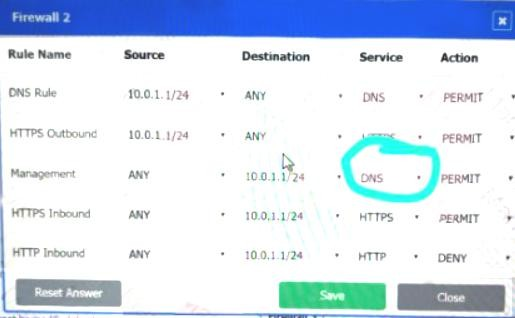 Firewall 2
Rule Name Source Destination Service Action
DNS Rule 10.0.1.1/24 ANY DNS PERMIT
HTTPS Outbound 10.0.1.1/24 ANY HTTPS PERMIT
Management ANY 10.0.1.1/24 DNS PERMIT
HTTPS Inbound ANY 10.0.1.1/24 HTTPS PERMIT
HTTP Inbound ANY 10.0.1.1/24 HTTP DENY
Reset Answer Save Close